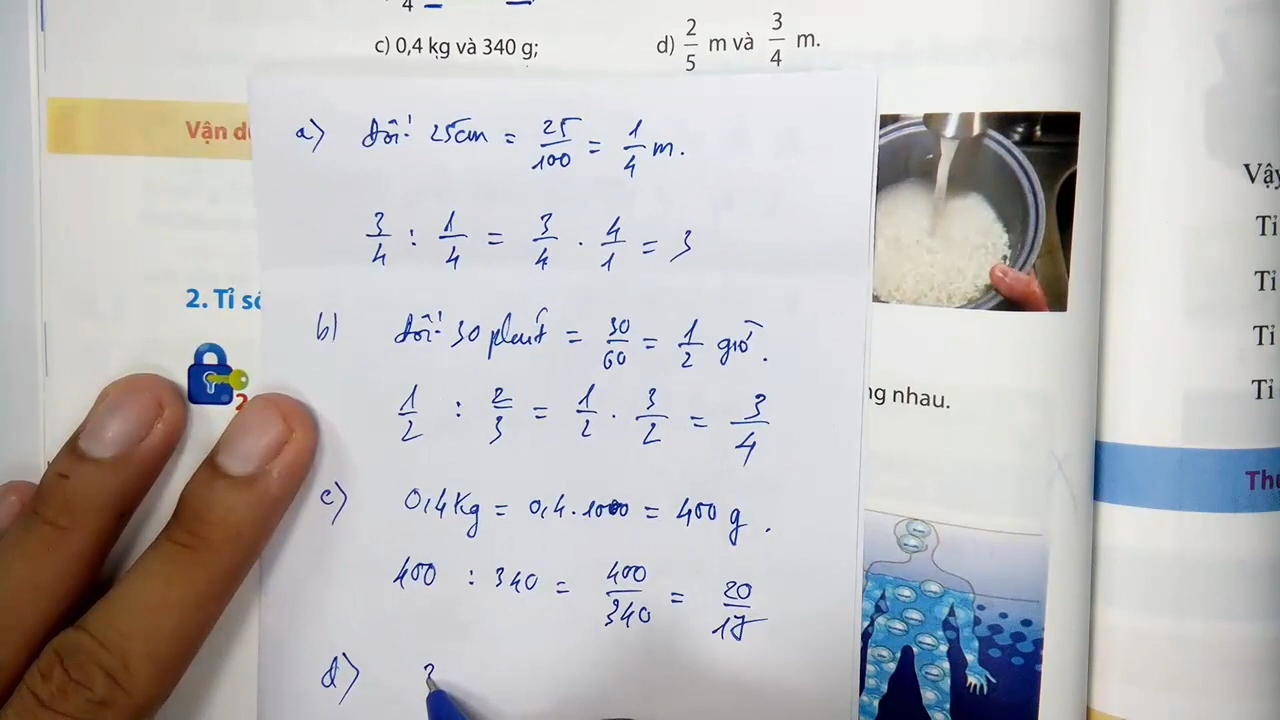 4
c) 0,4 kg và 340 g; d) 2/5 m và 3/4 m.
Vận dụ
a) Đổi 25cm = 25/100 = 1/4 m.
3/4 : 1/4 = 3/4 . 4/1 = 3
2. Tỉ số
b) Đổi 30 phút = 30/60 = 1/2 giờ.
1/2 : 2/3 = 1/2 . 3/2 = 3/4
ng nhau.
c) 0,4 Kg = 0,4 . 1000 = 400 g .
400 : 340 = 400/340 = 20/17
d)
Vậy
Tỉ
Tỉ
Tỉ
Tỉ
Thự